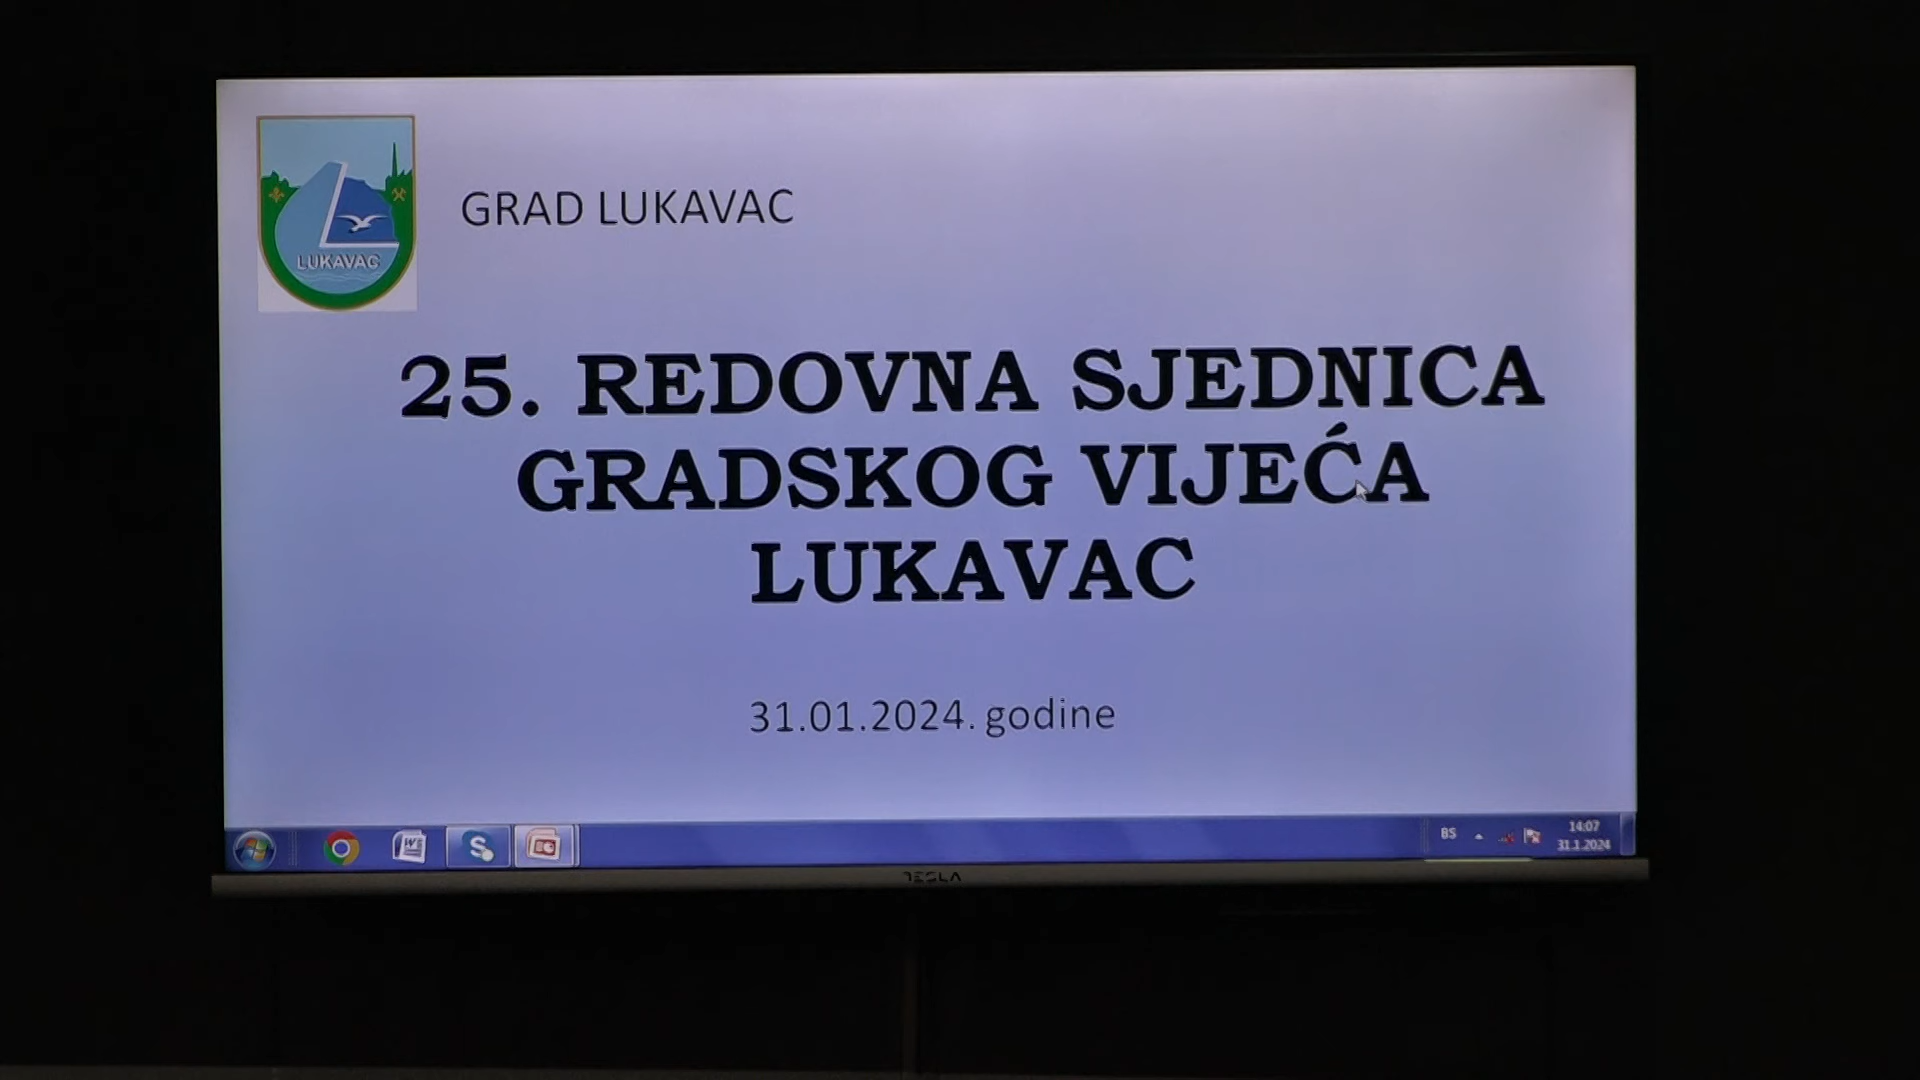 GRAD LUKAVAC
LUKAVAC
25. REDOVNA SJEDNICA
GRADSKOG VIJEĆA
LUKAVAC
31.01.2024. godine
BS
14:07
31.1.2024
TESLA